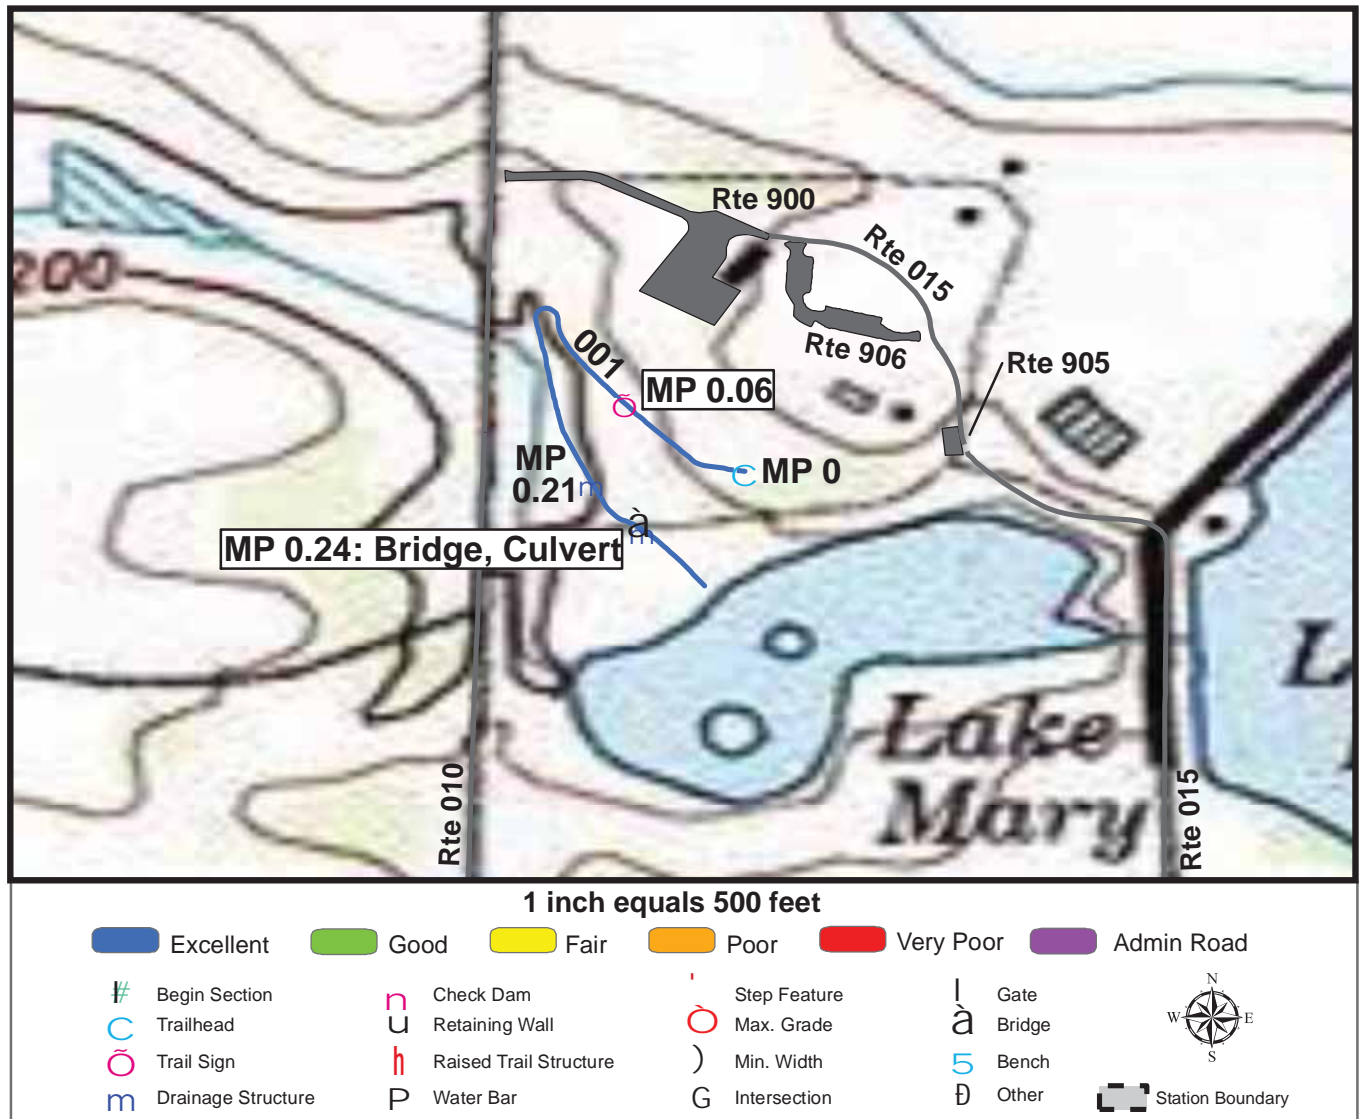 Rte 900
Rte 015
200
Rte 906
Rte 905
001
MP 0.06
MP 0
MP
0.21
MP 0.24: Bridge, Culvert
Lake
Mary
L
Rte 010
Rte 015
1 inch equals 500 feet
Excellent
Good
Fair
Poor
Very Poor
Admin Road
Begin Section
n Check Dam
' Step Feature
l Gate
C Trailhead
u Retaining Wall
Ò Max. Grade
à Bridge
Õ Trail Sign
h Raised Trail Structure
) Min. Width
5 Bench
m Drainage Structure
P Water Bar
G Intersection
Ð Other
Station Boundary
N
W E
S